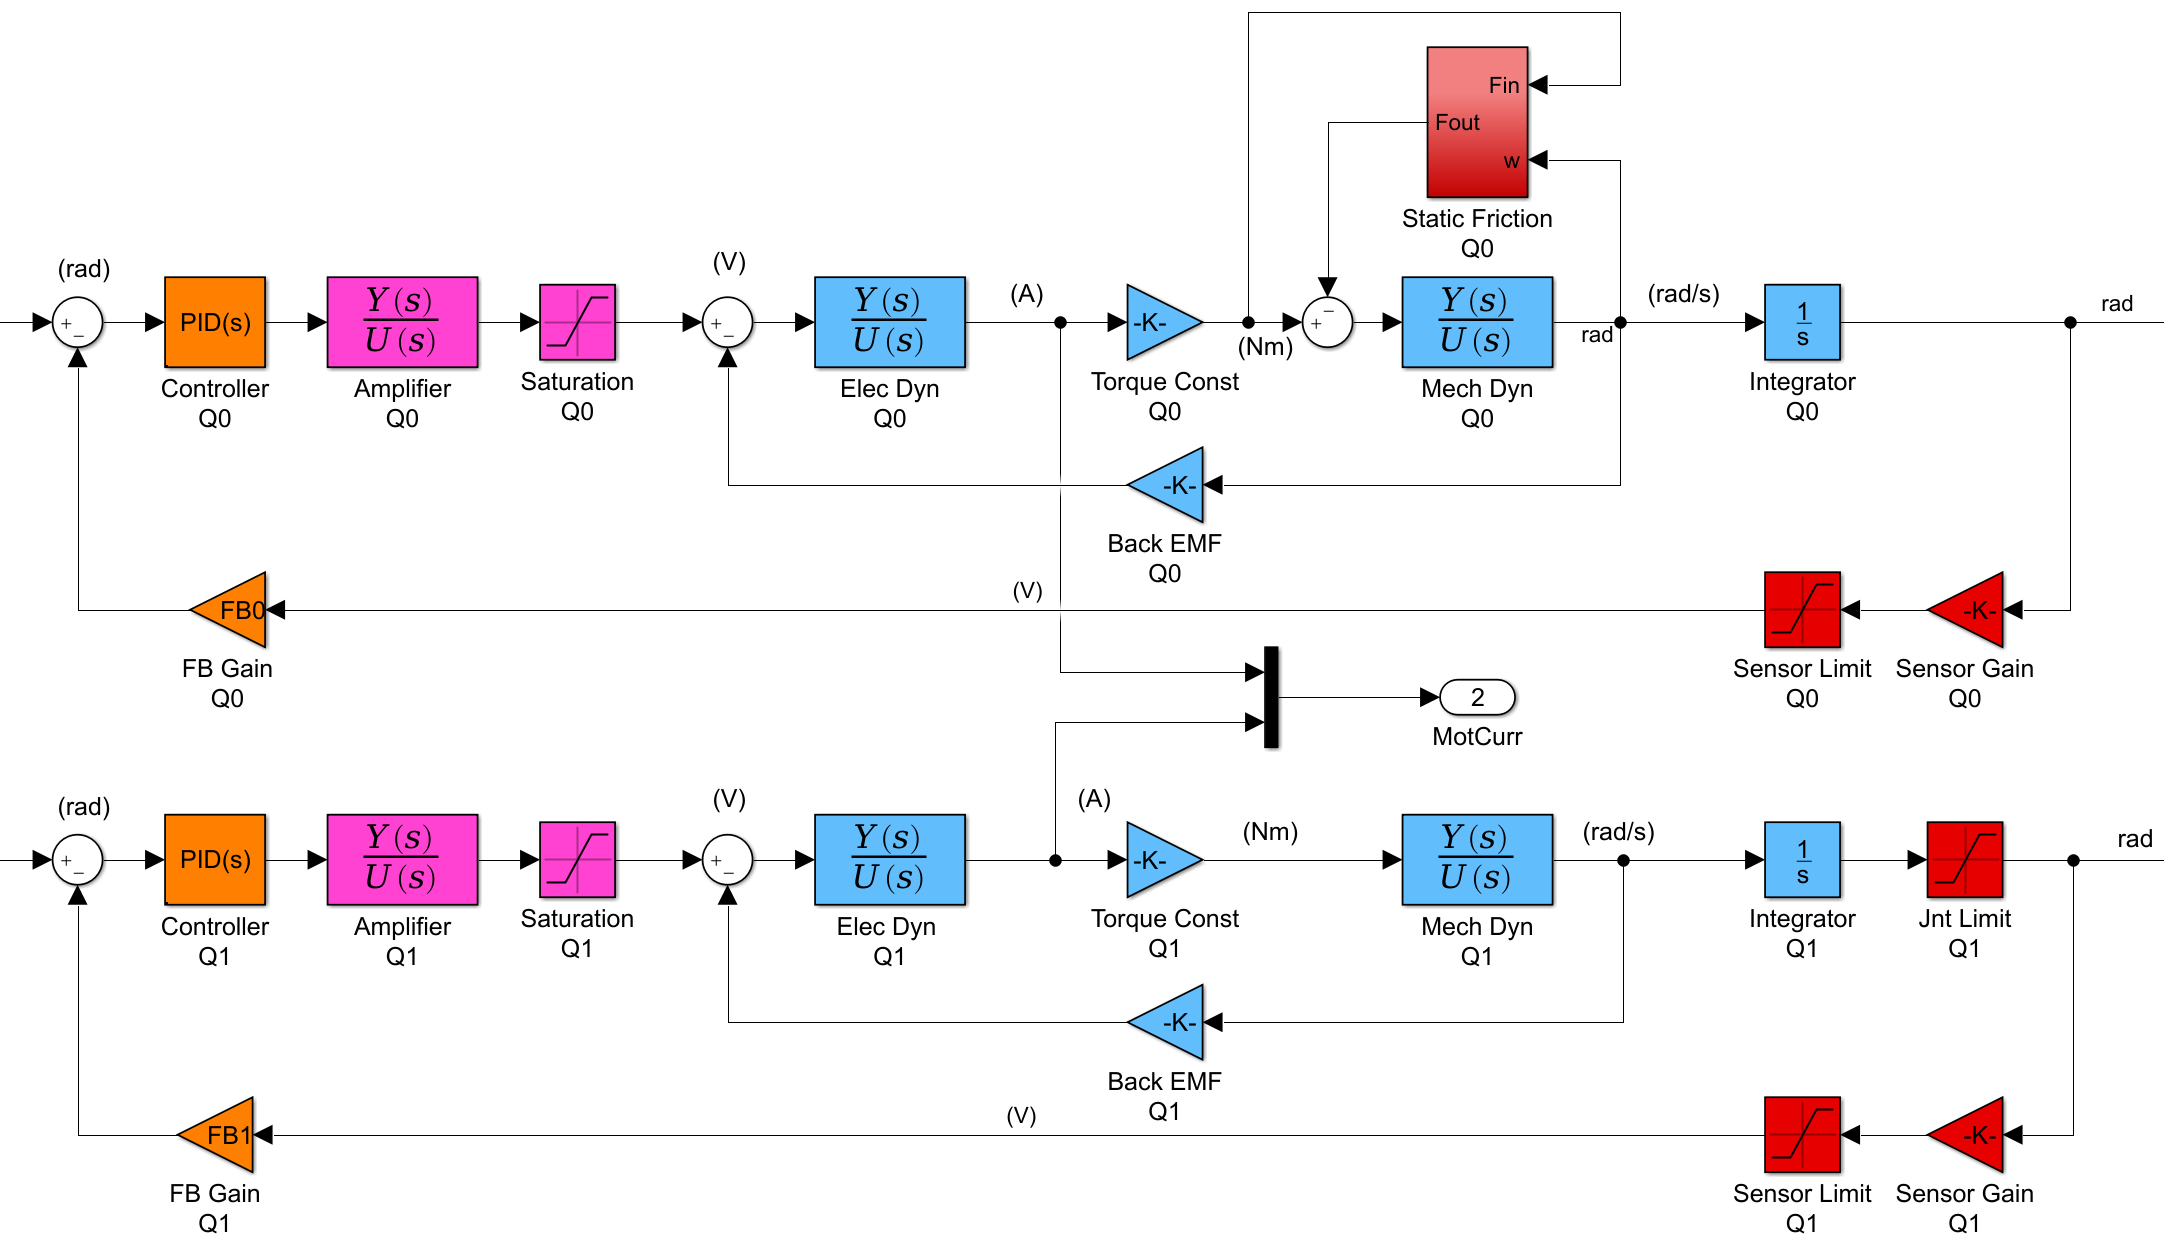 Fin
Fout
w
Static Friction
Q0
(rad)
(V)
(A)
(Nm)
rad
(rad/s)
rad
+
−
PID(s)
Controller
Q0
Y(s)
U(s)
Amplifier
Q0
Saturation
Q0
+
−
Y(s)
U(s)
Elec Dyn
Q0
-K-
Torque Const
Q0
+
−
Y(s)
U(s)
Mech Dyn
Q0
1
s
Integrator
Q0
-K-
Back EMF
Q0
(V)
FB0
FB Gain
Q0
Sensor Limit
Q0
-K-
Sensor Gain
Q0
2
MotCurr
(rad)
(V)
(A)
(Nm)
(rad/s)
rad
+
−
PID(s)
Controller
Q1
Y(s)
U(s)
Amplifier
Q1
Saturation
Q1
+
−
Y(s)
U(s)
Elec Dyn
Q1
-K-
Torque Const
Q1
Y(s)
U(s)
Mech Dyn
Q1
1
s
Integrator
Q1
Jnt Limit
Q1
-K-
Back EMF
Q1
(V)
FB1
FB Gain
Q1
Sensor Limit
Q1
-K-
Sensor Gain
Q1